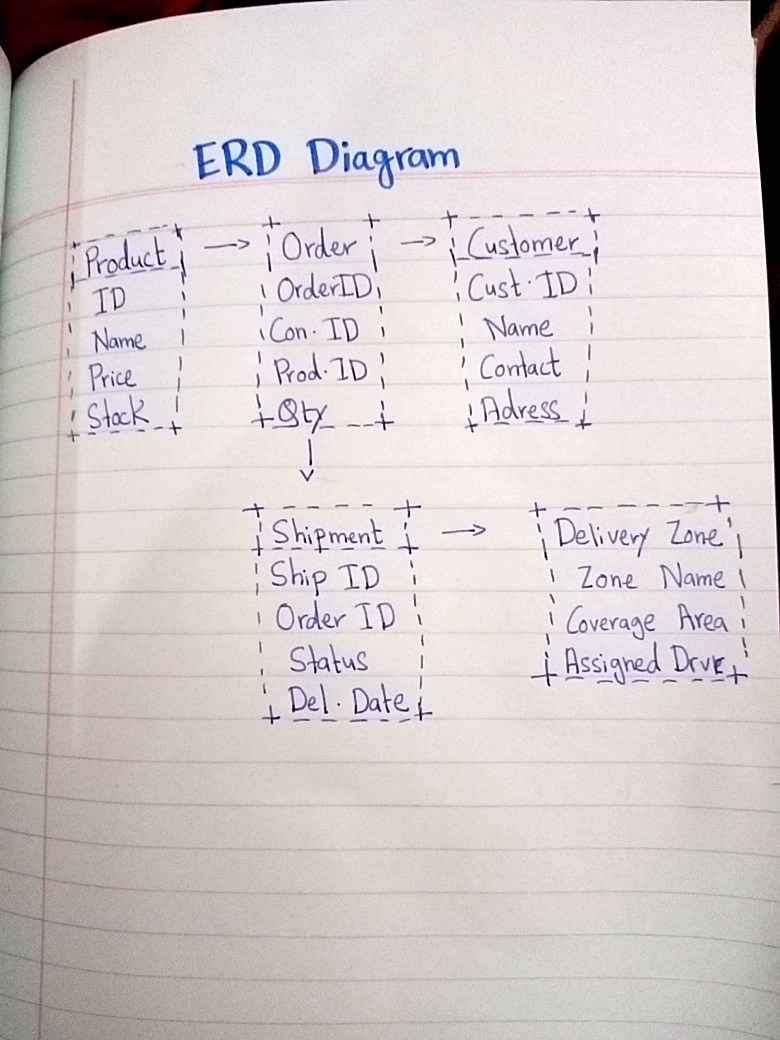 ERD Diagram
Product → Order → Customer
ID
Name
Price
Stock
OrderID
Con. ID
Prod. ID
Qty
Cust. ID
Name
Contact
Adress
Shipment → Delivery Zone
Ship ID
Order ID
Status
Del. Date
Zone Name
Coverage Area
Assigned Drvr